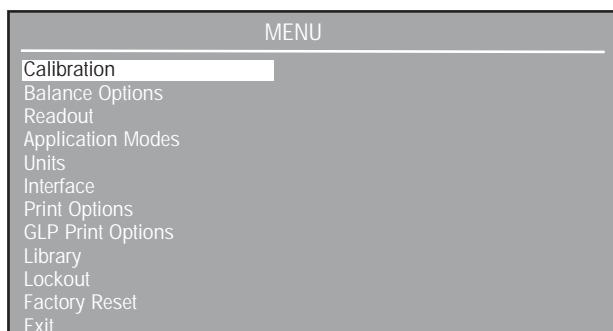 MENU
Calibration
Balance Options
Readout
Application Modes
Units
Interface
Print Options
GLP Print Options
Library
Lockout
Factory Reset
Exit